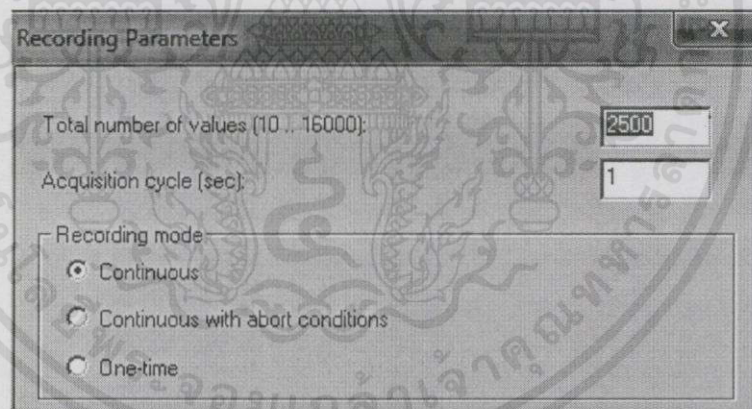 Recording Parameters X
Total number of values (10 .. 16000): 2500
Acquisition cycle (sec): 1
Recording mode
Continuous
Continuous with abort conditions
One-time